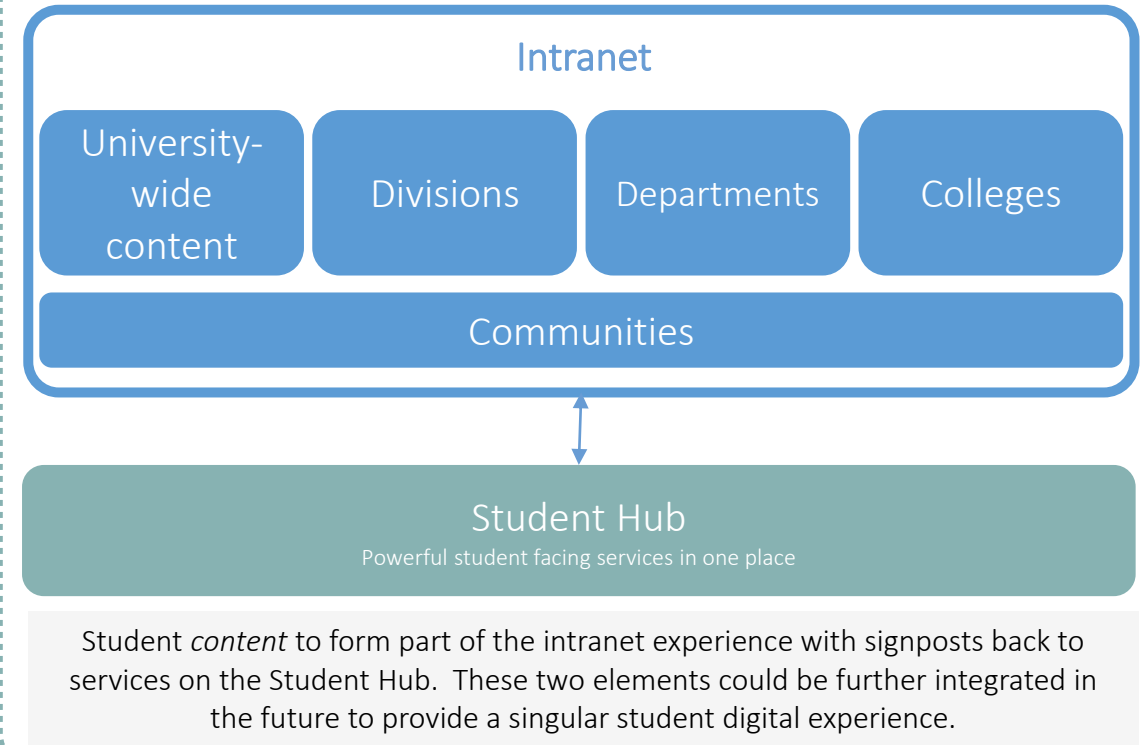 Intranet
University-
wide
content
Divisions
Departments
Colleges
Communities
Student Hub
Powerful student facing services in one place
Student content to form part of the intranet experience with signposts back to
services on the Student Hub.  These two elements could be further integrated in
the future to provide a singular student digital experience.